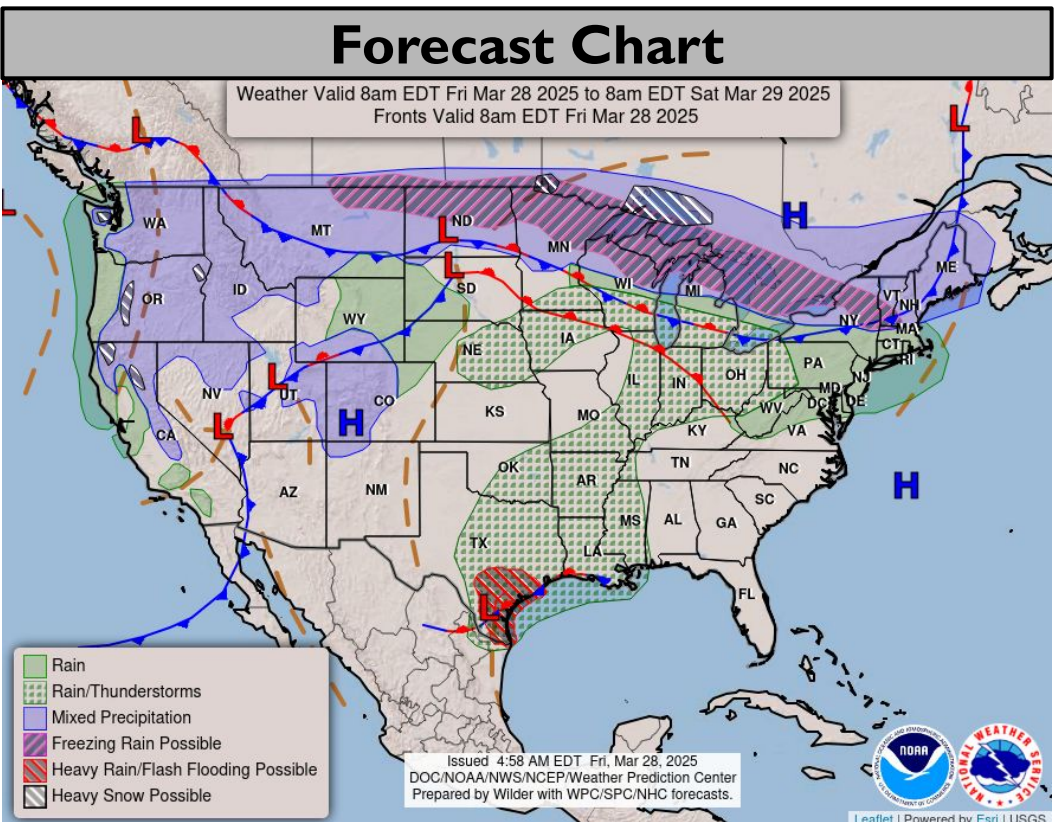 Forecast Chart
Weather Valid 8am EDT Fri Mar 28 2025 to 8am EDT Sat Mar 29 2025
Fronts Valid 8am EDT Fri Mar 28 2025
L
L
L
H
WA
MT
L
ND
MN
ME
OR
ID
L
SD
WI
MI
VT
NH
WY
NY
MA
CT
RI
NE
IA
PA
NJ
L
UT
NV
CO
IL
IN
OH
MD
DE
DC
WV
L
H
CA
KS
MO
KY
VA
AZ
NM
OK
AR
TN
NC
H
SC
TX
LA
MS
AL
GA
L
FL
Rain
Rain/Thunderstorms
Mixed Precipitation
Freezing Rain Possible
Heavy Rain/Flash Flooding Possible
Heavy Snow Possible
Issued 4:58 AM EDT Fri, Mar 28, 2025
DOC/NOAA/NWS/NCEP/Weather Prediction Center
Prepared by Wilder with WPC/SPC/NHC forecasts.
NOAA
NATIONAL WEATHER SERVICE
Leaflet | Powered by Esri | USGS